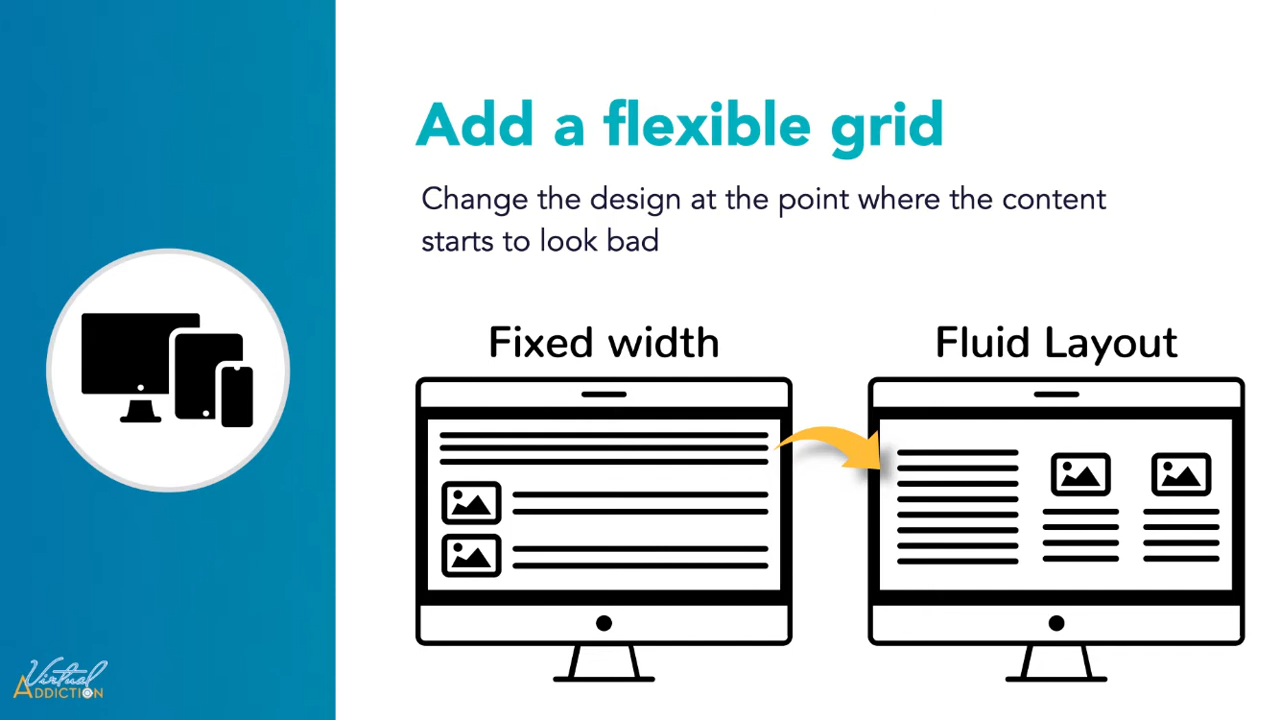 Add a flexible grid
Change the design at the point where the content
starts to look bad
Fixed width
Fluid Layout
Virtual
ADDICTION